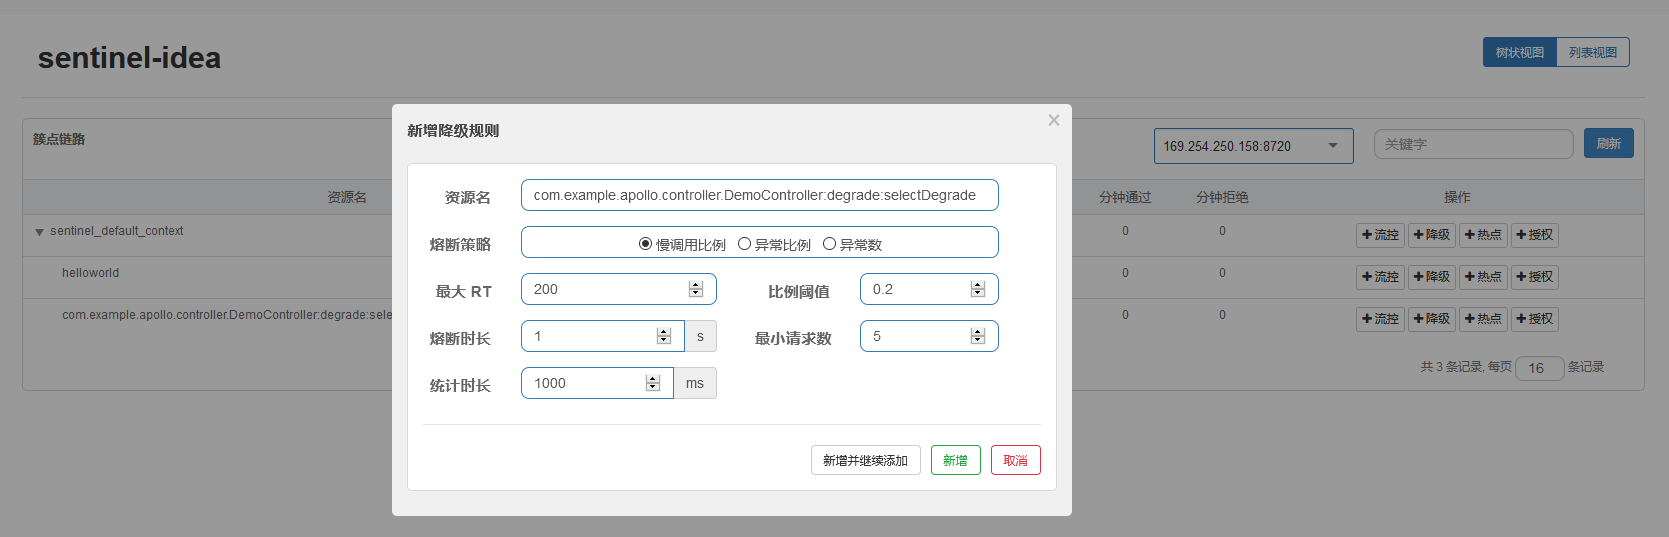 sentinel-idea
树状视图 列表视图
簇点链路
169.254.250.158:8720
关键字
刷新
资源名 分钟通过 分钟拒绝 操作
sentinel_default_context 0 0 流控 降级 热点 授权
helloworld 0 0 流控 降级 热点 授权
com.example.apollo.controller.DemoController:degrade:sele 0 0 流控 降级 热点 授权
共 3 条记录, 每页 16 条记录
新增降级规则 ×
资源名 com.example.apollo.controller.DemoController:degrade:selectDegrade
熔断策略 慢调用比例 异常比例 异常数
最大 RT 200 比例阈值 0.2
熔断时长 1 s 最小请求数 5
统计时长 1000 ms
新增并继续添加 新增 取消